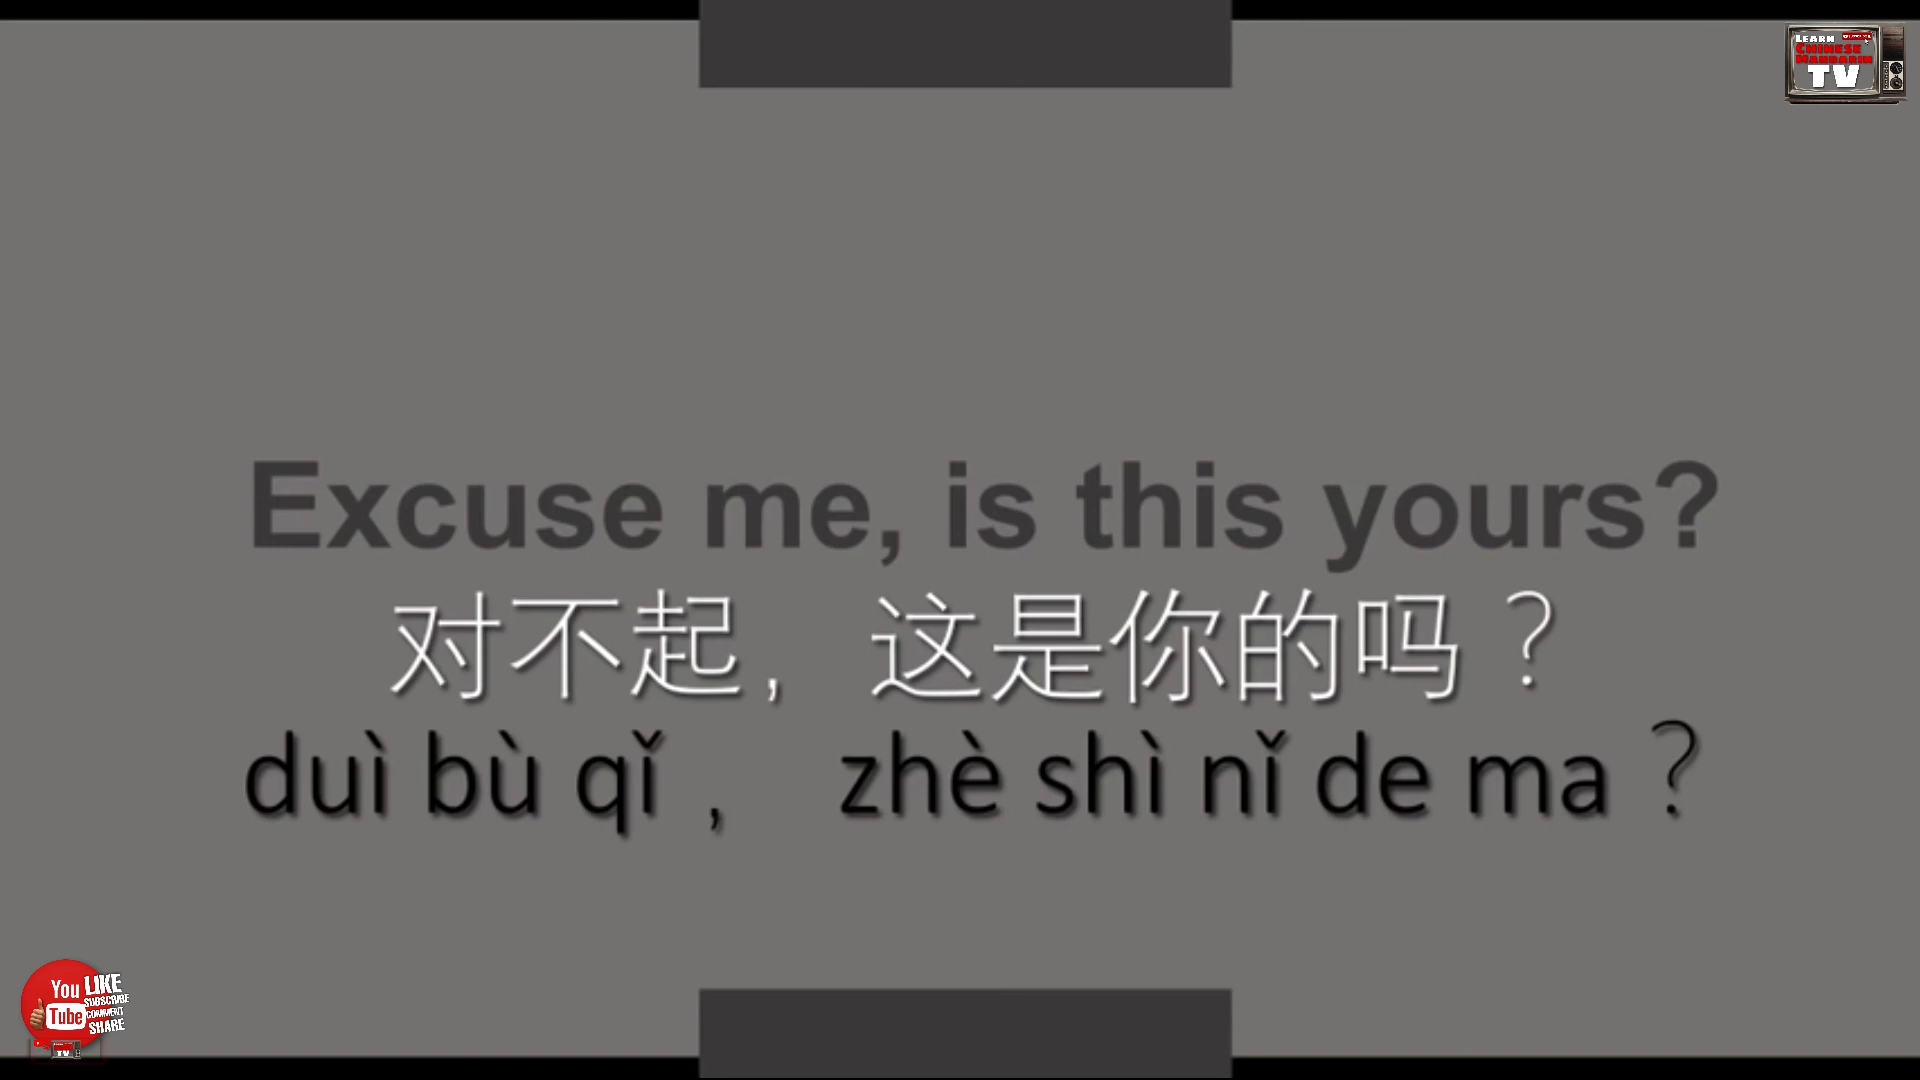 LEARN
CHINESE
MANDARIN
TV
Excuse me, is this yours?
对不起，这是你的吗？
duì bù qǐ， zhè shì nǐ de ma？
You LIKE
SUBSCRIBE
Tube COMMENT
SHARE
TV